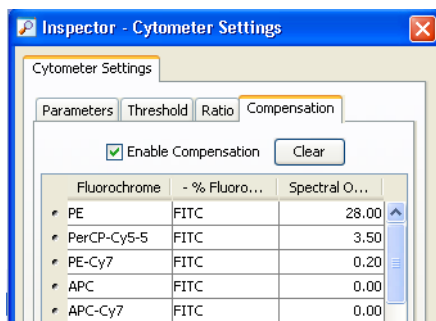 Inspector - Cytometer Settings
Cytometer Settings
Parameters Threshold Ratio Compensation
Enable Compensation Clear
Fluorochrome - % Fluoro... Spectral O...
PE FITC 28.00
PerCP-Cy5-5 FITC 3.50
PE-Cy7 FITC 0.20
APC FITC 0.00
APC-Cy7 FITC 0.00